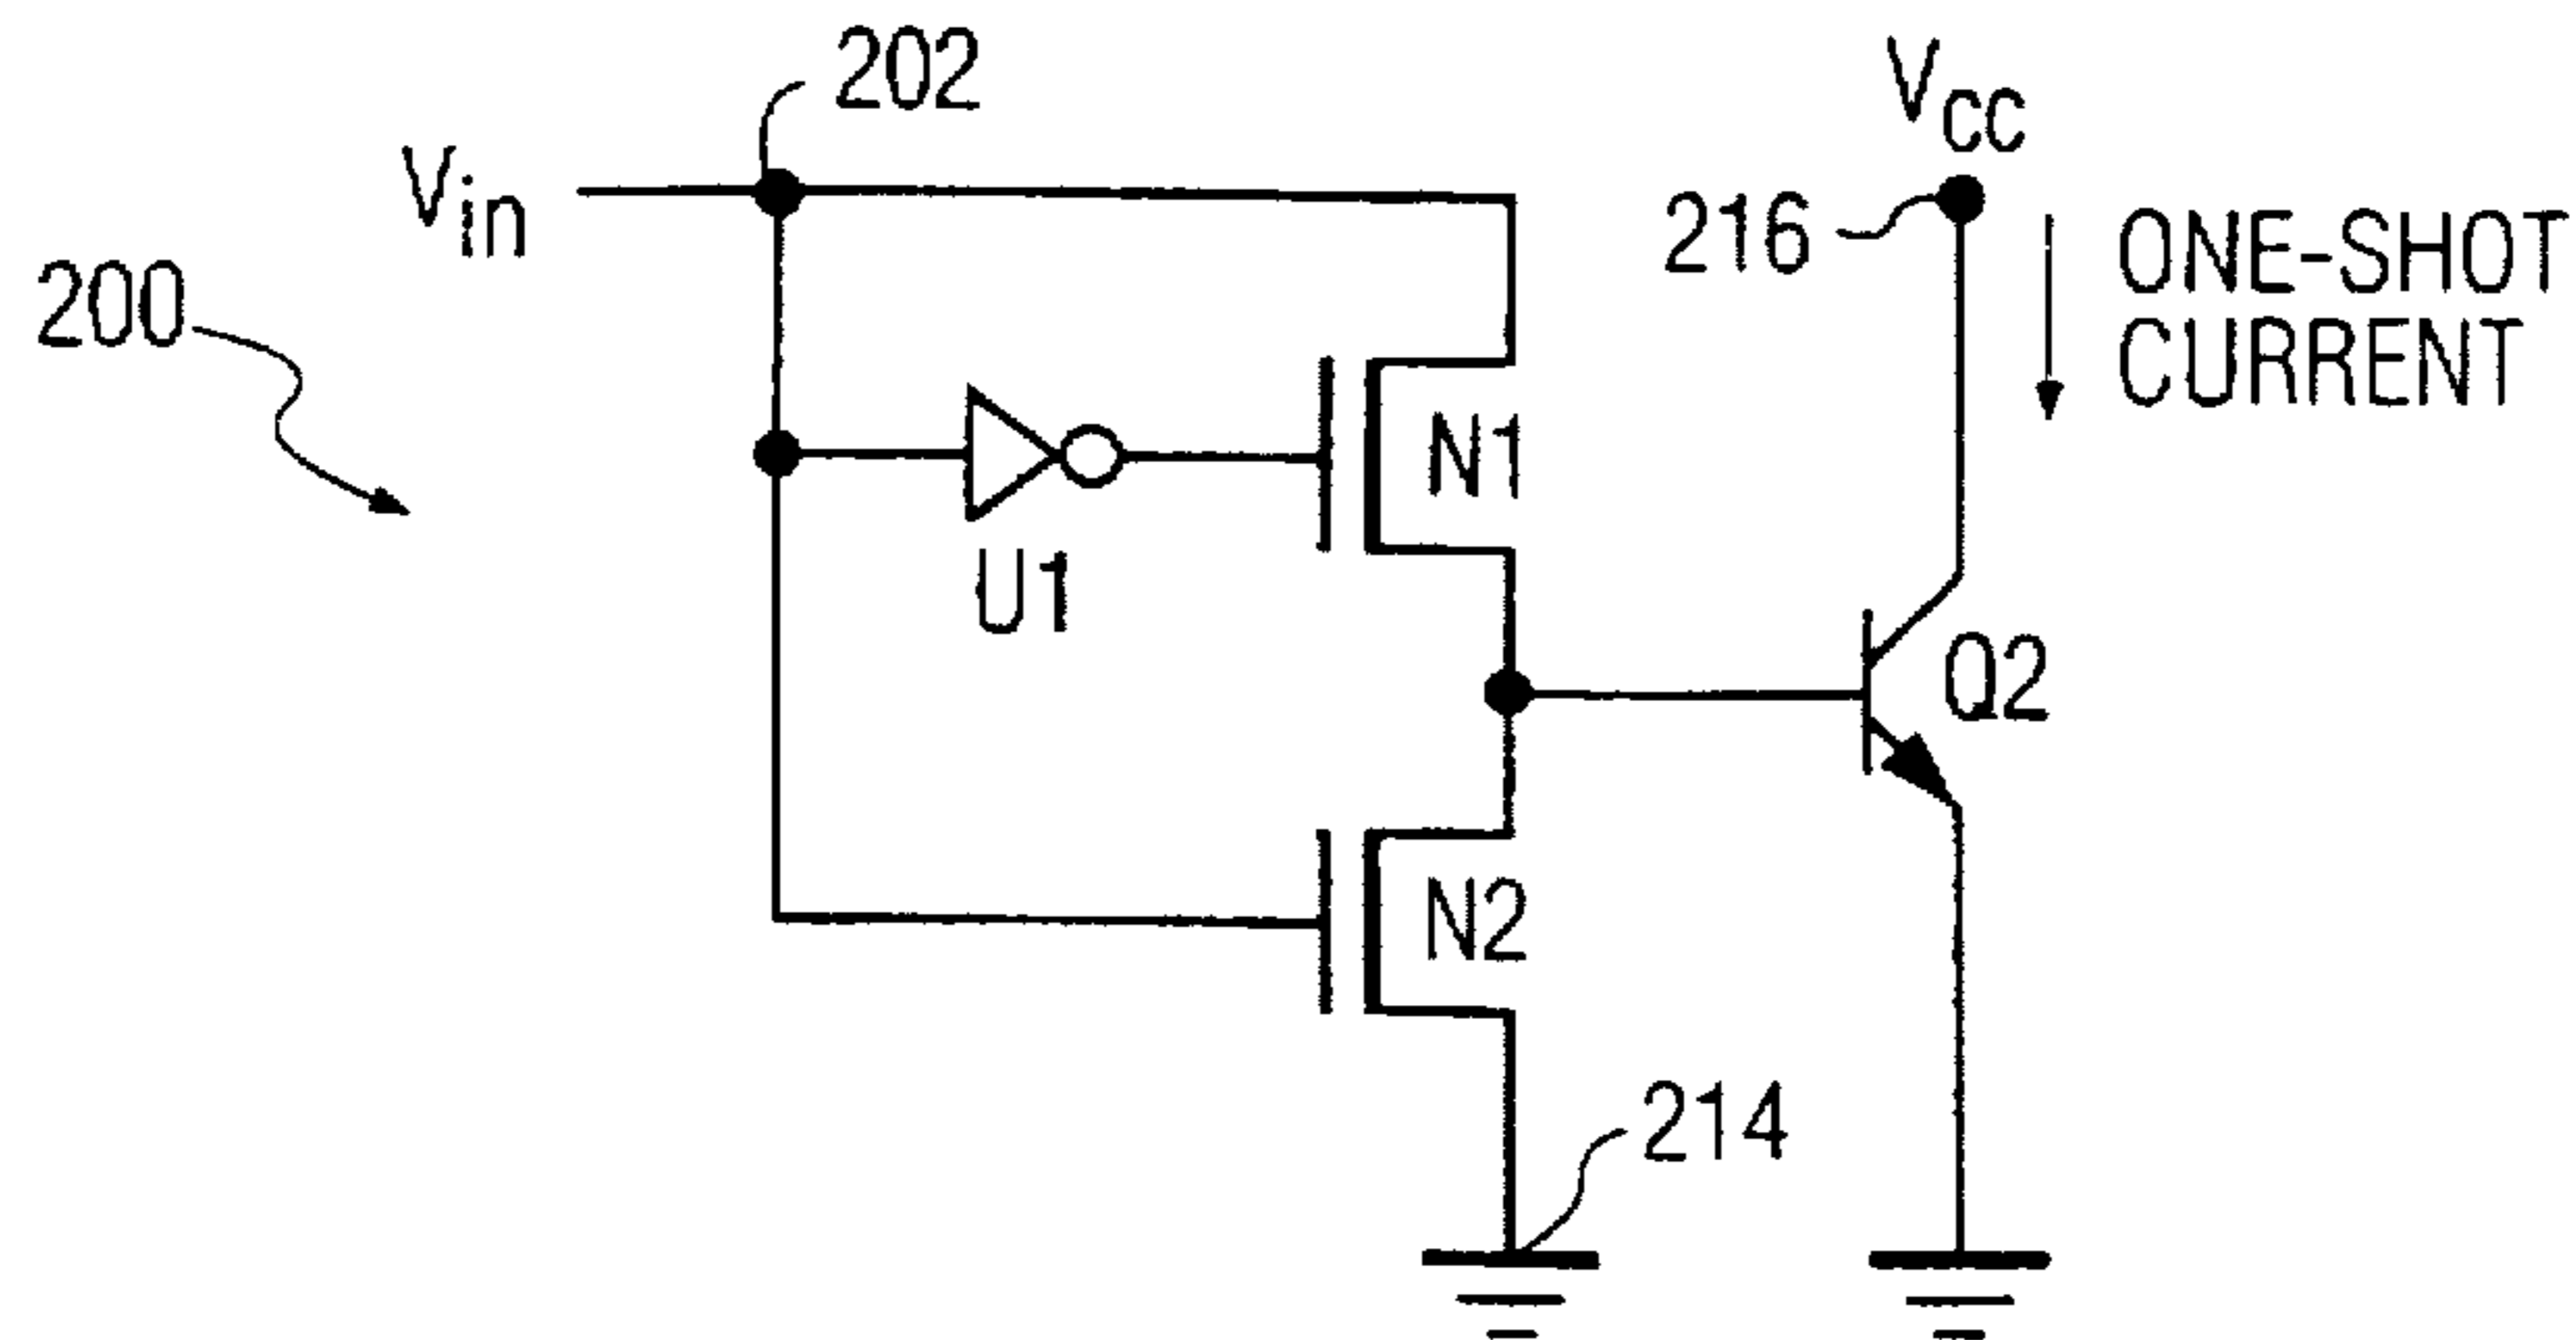 202
Vcc
Vin
216
ONE-SHOT
CURRENT
200
N1
U1
Q2
N2
214